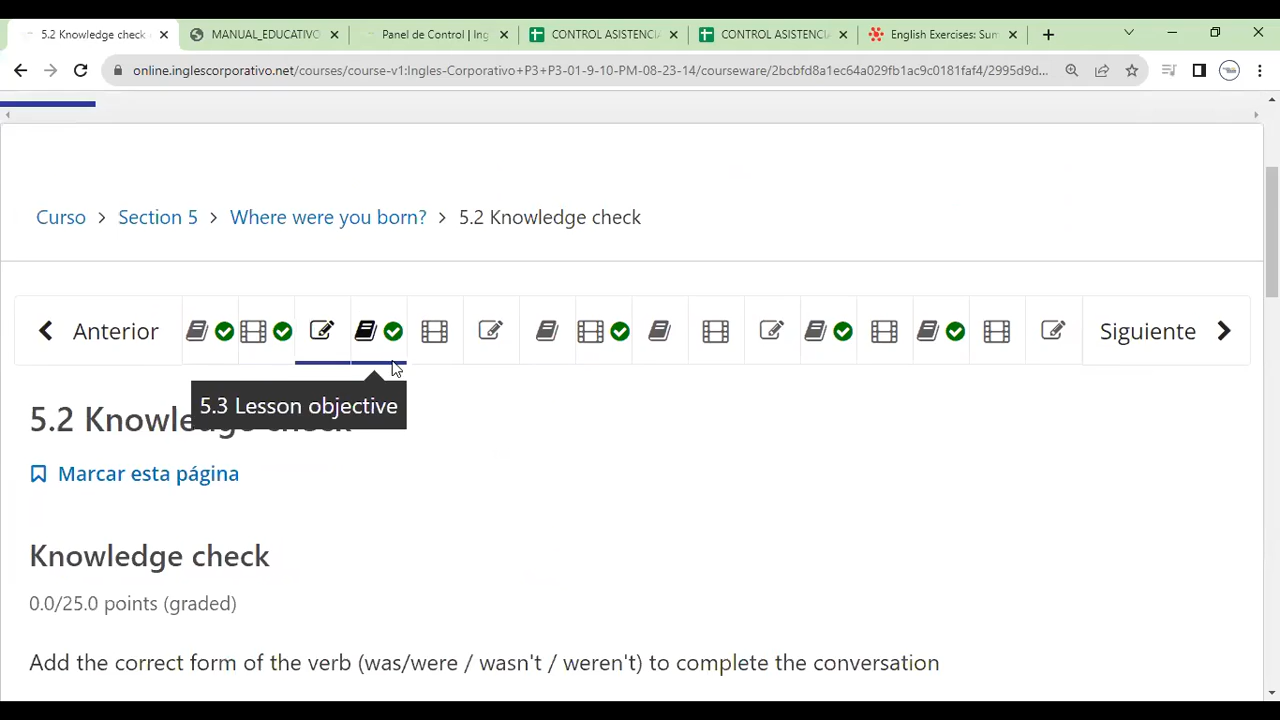 5.2 Knowledge check
MANUAL_EDUCATIVO
Panel de Control | Ing
CONTROL ASISTENCIA
CONTROL ASISTENCIA
English Exercises: Sum
online.inglescorporativo.net/courses/course-v1:Ingles-Corporativo+P3+P3-01-9-10-PM-08-23-14/courseware/2bcbfd8a1ec64a029fb1ac9c0181faf4/2995d9d...
Curso > Section 5 > Where were you born? > 5.2 Knowledge check
Anterior
Siguiente
5.3 Lesson objective
5.2 Knowledge check
Marcar esta página
Knowledge check
0.0/25.0 points (graded)
Add the correct form of the verb (was/were / wasn't / weren't) to complete the conversation